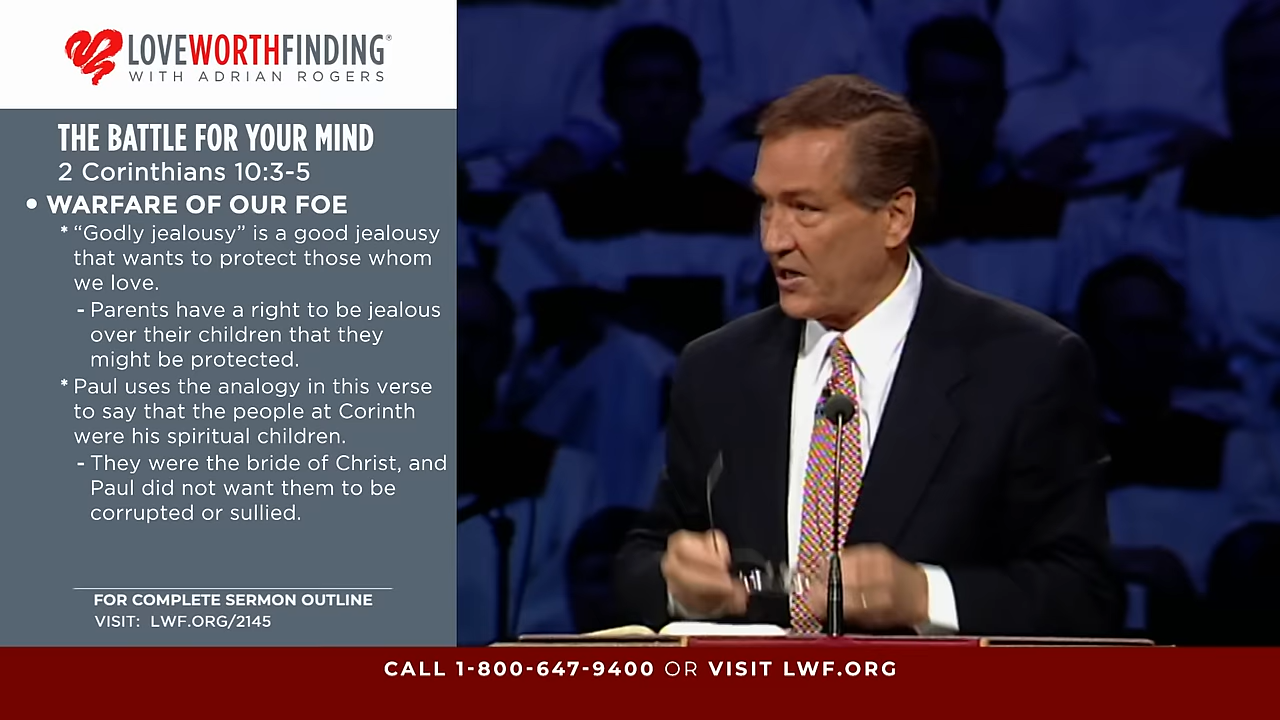 LOVEWORTHFINDING®
WITH ADRIAN ROGERS
THE BATTLE FOR YOUR MIND
2 Corinthians 10:3-5
• WARFARE OF OUR FOE
* “Godly jealousy” is a good jealousy
that wants to protect those whom
we love.
- Parents have a right to be jealous
over their children that they
might be protected.
* Paul uses the analogy in this verse
to say that the people at Corinth
were his spiritual children.
- They were the bride of Christ, and
Paul did not want them to be
corrupted or sullied.
FOR COMPLETE SERMON OUTLINE
VISIT: LWF.ORG/2145
CALL 1-800-647-9400 OR VISIT LWF.ORG